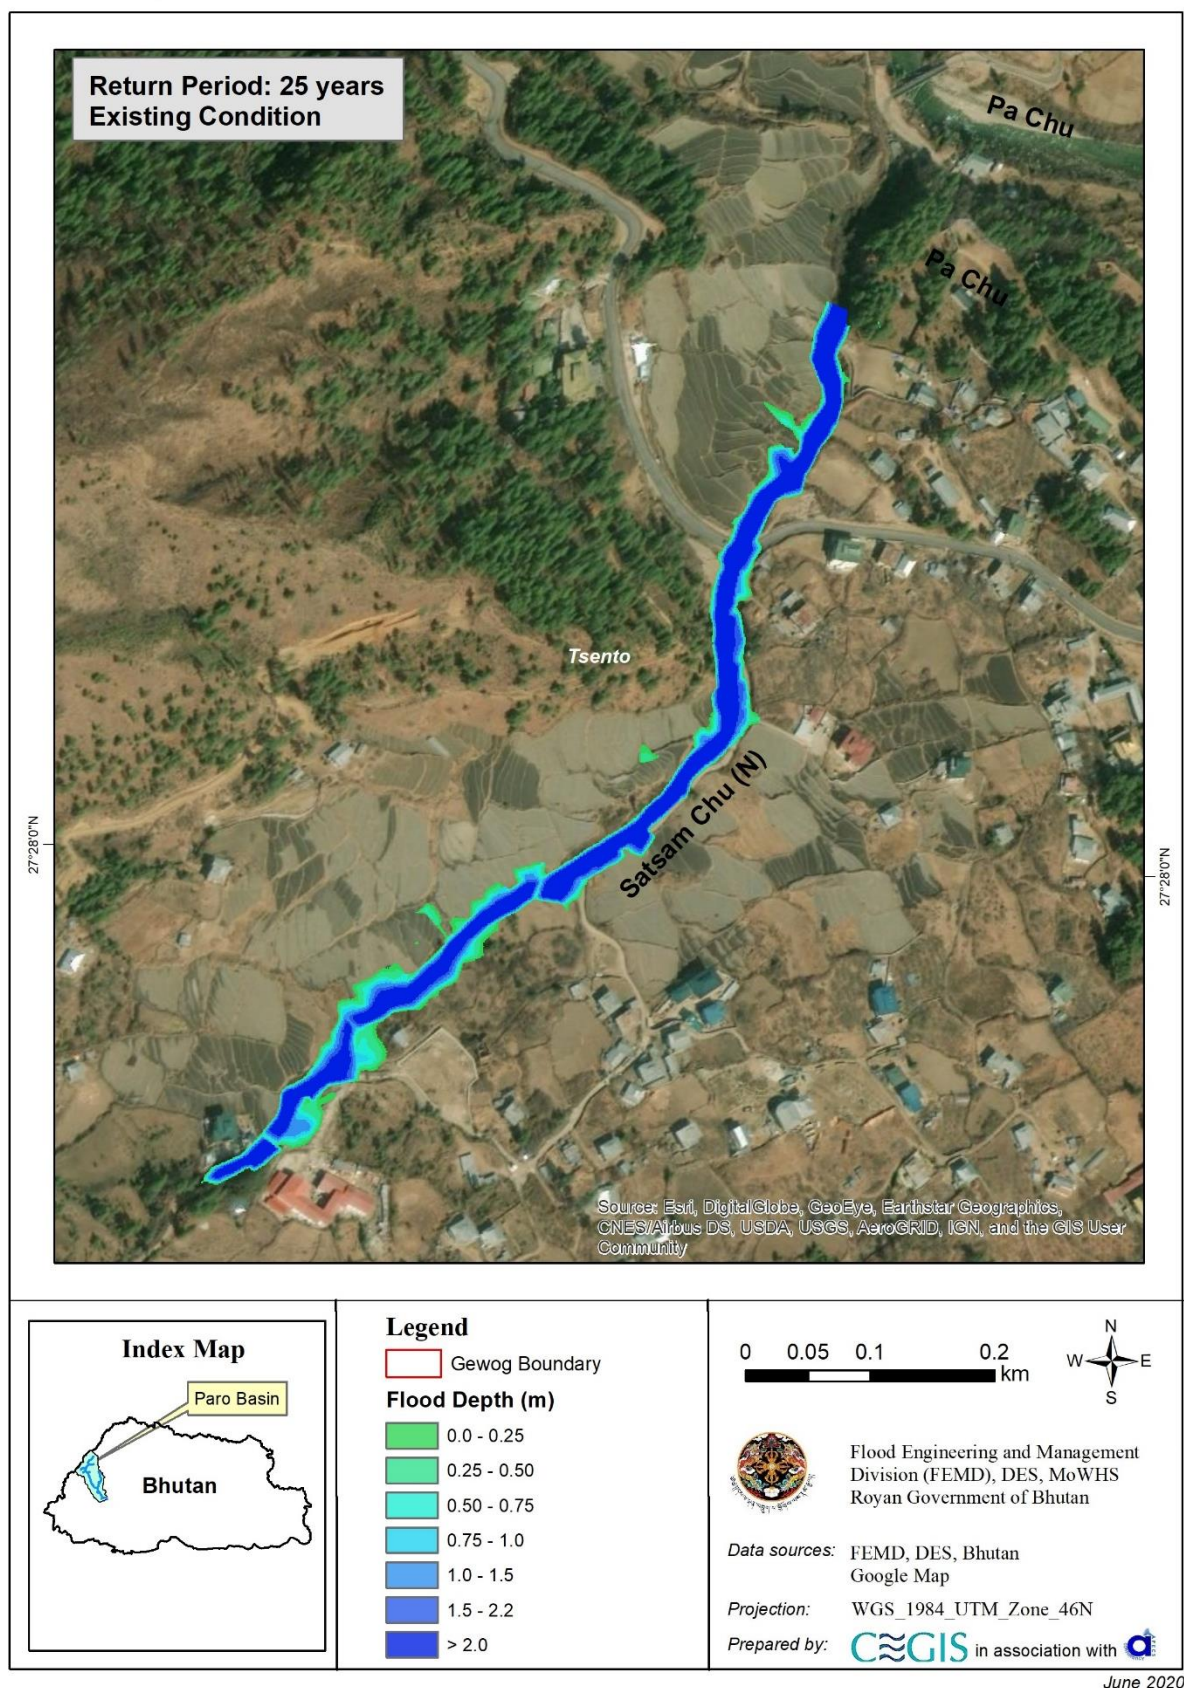 Return Period: 25 years
Existing Condition
Pa Chu
Pa Chu
Tsento
Satsam Chu (N)
27°28'0"N
27°28'0"N
Source: Esri, DigitalGlobe, GeoEye, Earthstar Geographics,
CNES/Airbus DS, USDA, USGS, AeroGRID, IGN, and the GIS User
Community
Index Map
Paro Basin
Bhutan
Legend
Gewog Boundary
Flood Depth (m)
0.0 - 0.25
0.25 - 0.50
0.50 - 0.75
0.75 - 1.0
1.0 - 1.5
1.5 - 2.2
> 2.0
0 0.05 0.1 0.2
km
N
W E
S
Flood Engineering and Management
Division (FEMD), DES, MoWHS
Royan Government of Bhutan
Data sources: FEMD, DES, Bhutan
Google Map
Projection: WGS_1984_UTM_Zone_46N
Prepared by: CEGIS in association with
June 2020